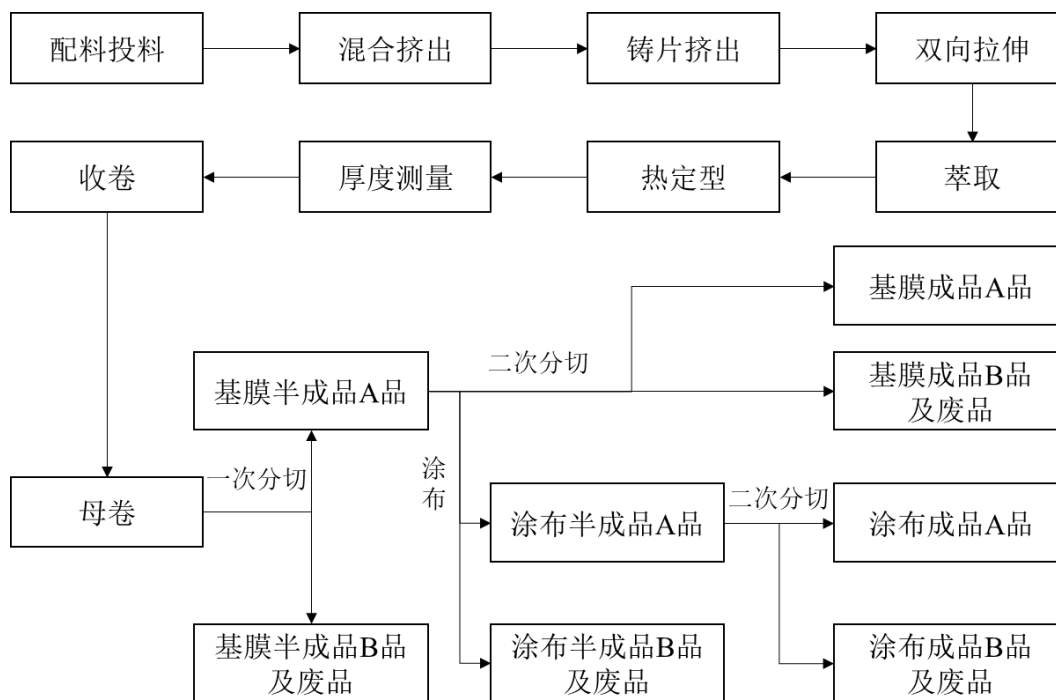 配料投料
混合挤出
铸片挤出
双向拉伸
收卷
厚度测量
热定型
萃取
基膜成品A品
二次分切
基膜半成品A品
基膜成品B品
及废品
涂
布
一次分切
二次分切
母卷
涂布半成品A品
涂布成品A品
基膜半成品B品
及废品
涂布半成品B品
及废品
涂布成品B品
及废品